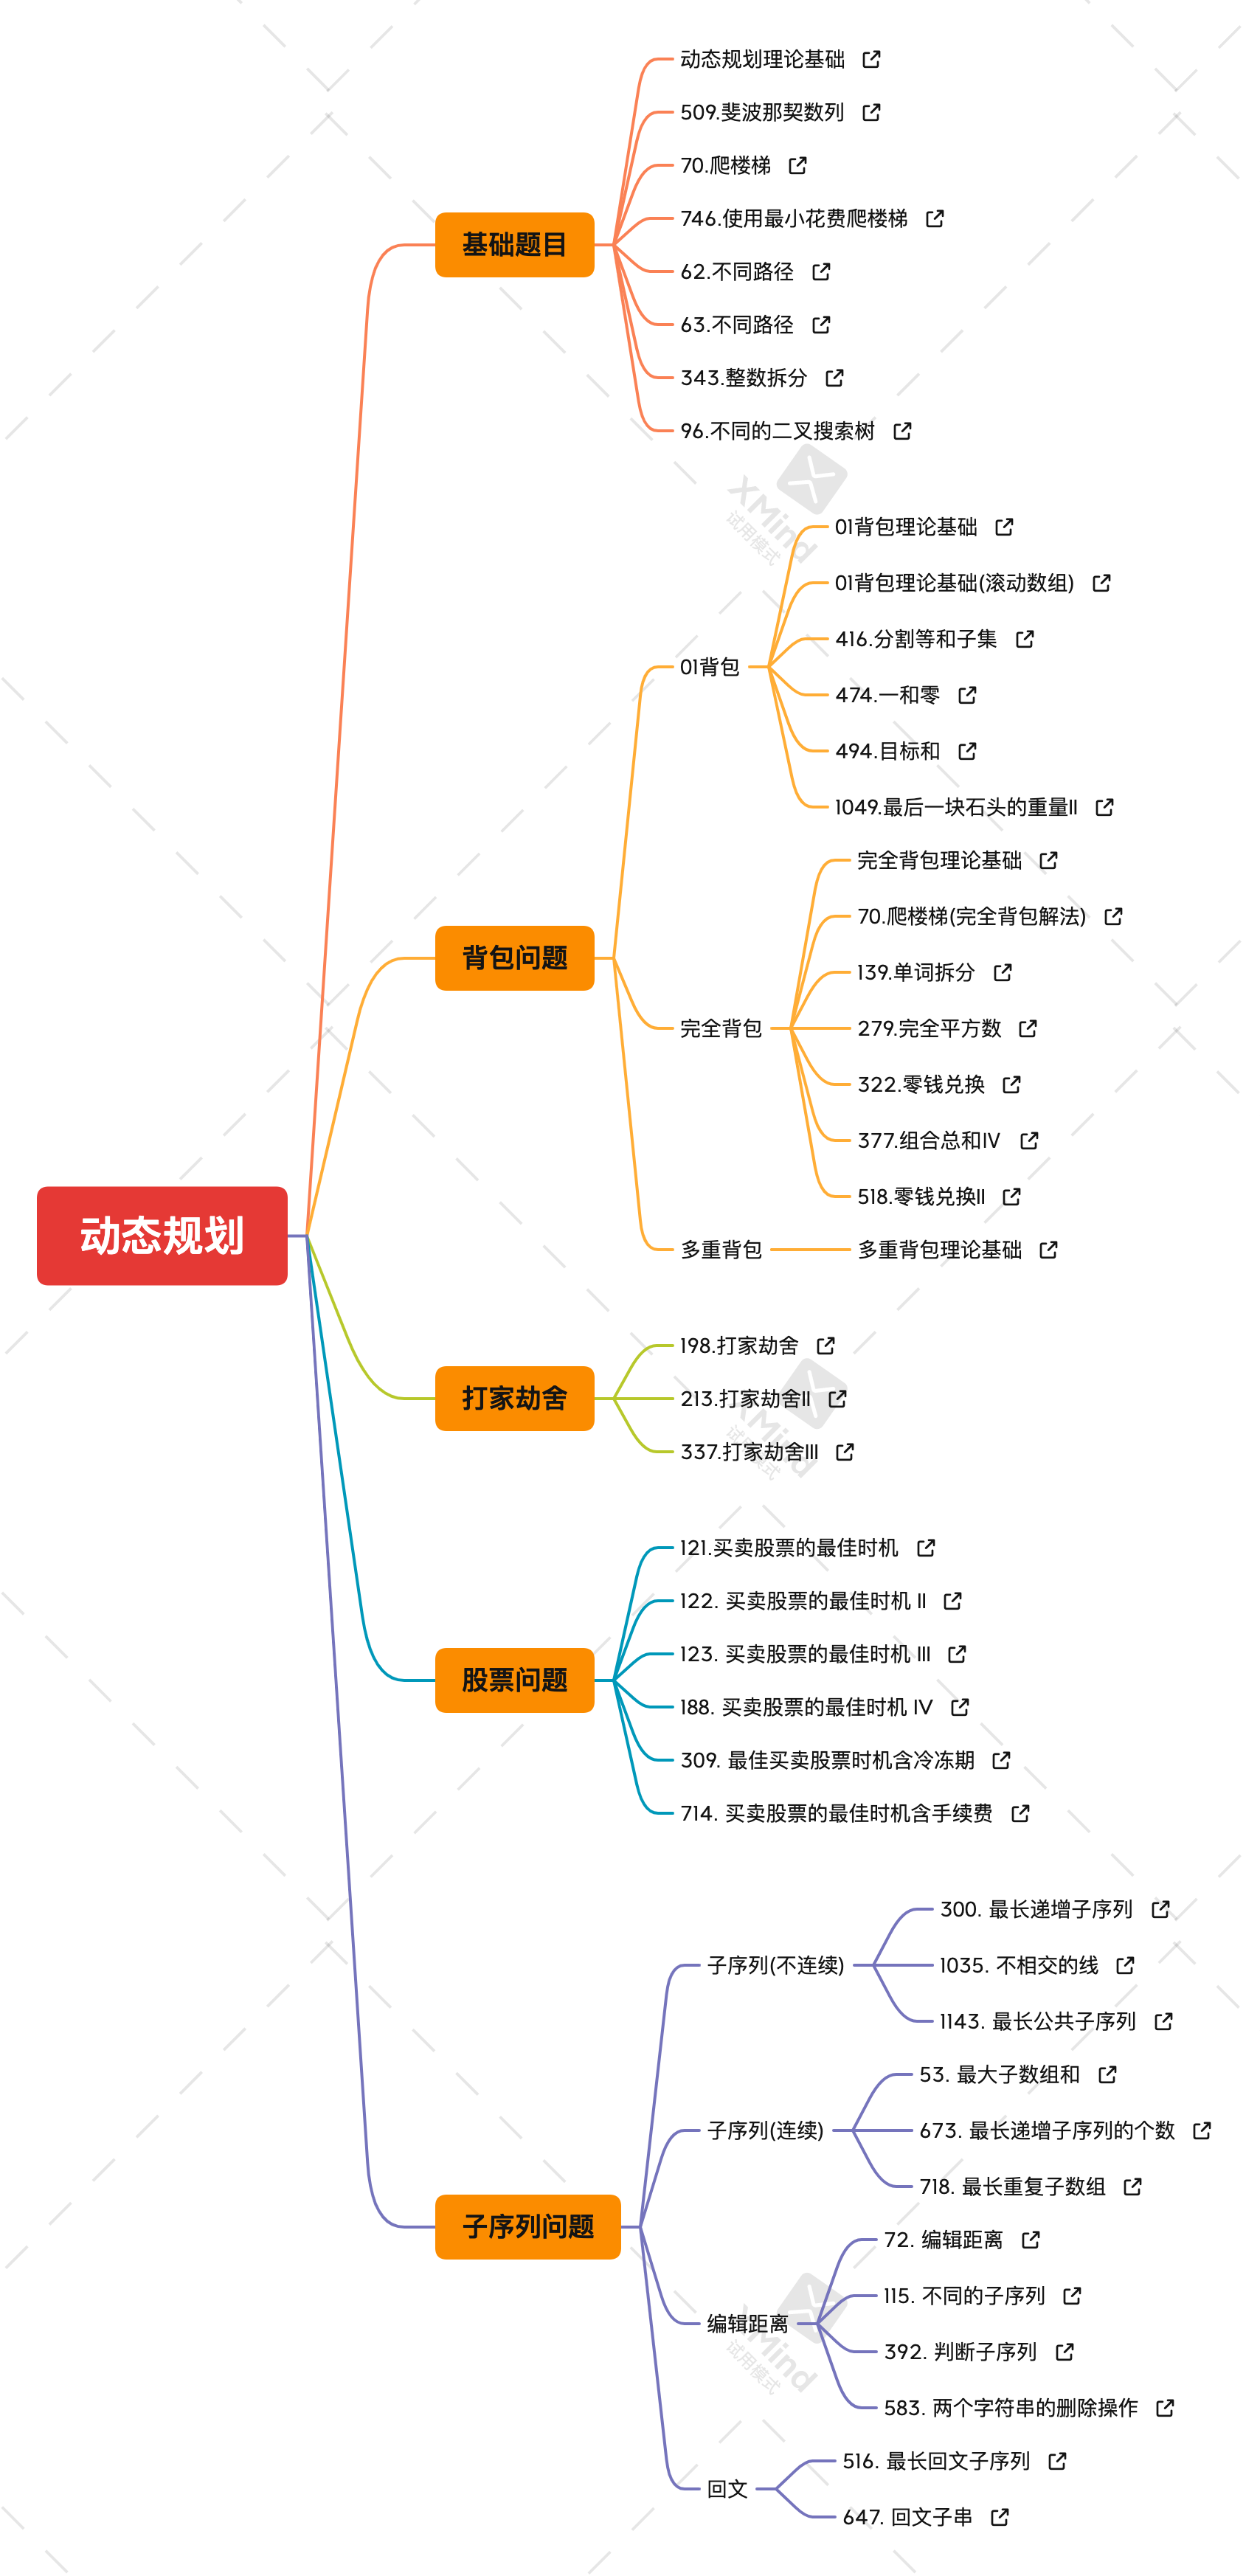 动态规划
基础题目
动态规划理论基础
509.斐波那契数列
70.爬楼梯
746.使用最小花费爬楼梯
62.不同路径
63.不同路径
343.整数拆分
96.不同的二叉搜索树
背包问题
01背包
01背包理论基础
01背包理论基础(滚动数组)
416.分割等和子集
474.一和零
494.目标和
1049.最后一块石头的重量II
完全背包
完全背包理论基础
70.爬楼梯(完全背包解法)
139.单词拆分
279.完全平方数
322.零钱兑换
377.组合总和IV
518.零钱兑换II
多重背包
多重背包理论基础
打家劫舍
198.打家劫舍
213.打家劫舍II
337.打家劫舍III
股票问题
121.买卖股票的最佳时机
122. 买卖股票的最佳时机 II
123. 买卖股票的最佳时机 III
188. 买卖股票的最佳时机 IV
309. 最佳买卖股票时机含冷冻期
714. 买卖股票的最佳时机含手续费
子序列问题
子序列(不连续)
300. 最长递增子序列
1035. 不相交的线
1143. 最长公共子序列
子序列(连续)
53. 最大子数组和
673. 最长递增子序列的个数
718. 最长重复子数组
编辑距离
72. 编辑距离
115. 不同的子序列
392. 判断子序列
583. 两个字符串的删除操作
回文
516. 最长回文子序列
647. 回文子串
XMind
试用模式
XMind
试用模式
XMind
试用模式